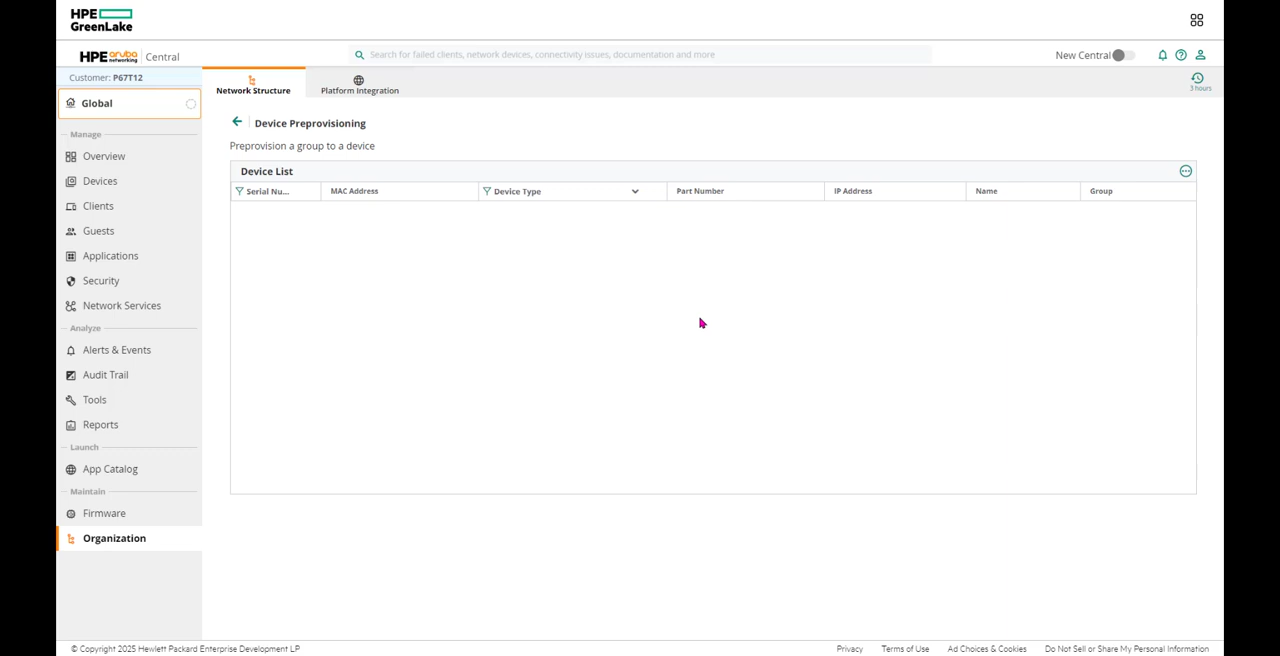 HPE
GreenLake
HPE aruba networking Central
Search for failed clients, network devices, connectivity issues, documentation and more
New Central
Customer: P67T12
Network Structure
Platform Integration
3 hours
Global
Device Preprovisioning
Manage
Preprovision a group to a device
Overview
Device List
Devices
Serial Nu...
MAC Address
Device Type
Part Number
IP Address
Name
Group
Clients
Guests
Applications
Security
Network Services
Analyze
Alerts & Events
Audit Trail
Tools
Reports
Launch
App Catalog
Maintain
Firmware
Organization
© Copyright 2025 Hewlett Packard Enterprise Development LP
Privacy
Terms of Use
Ad Choices & Cookies
Do Not Sell or Share My Personal Information